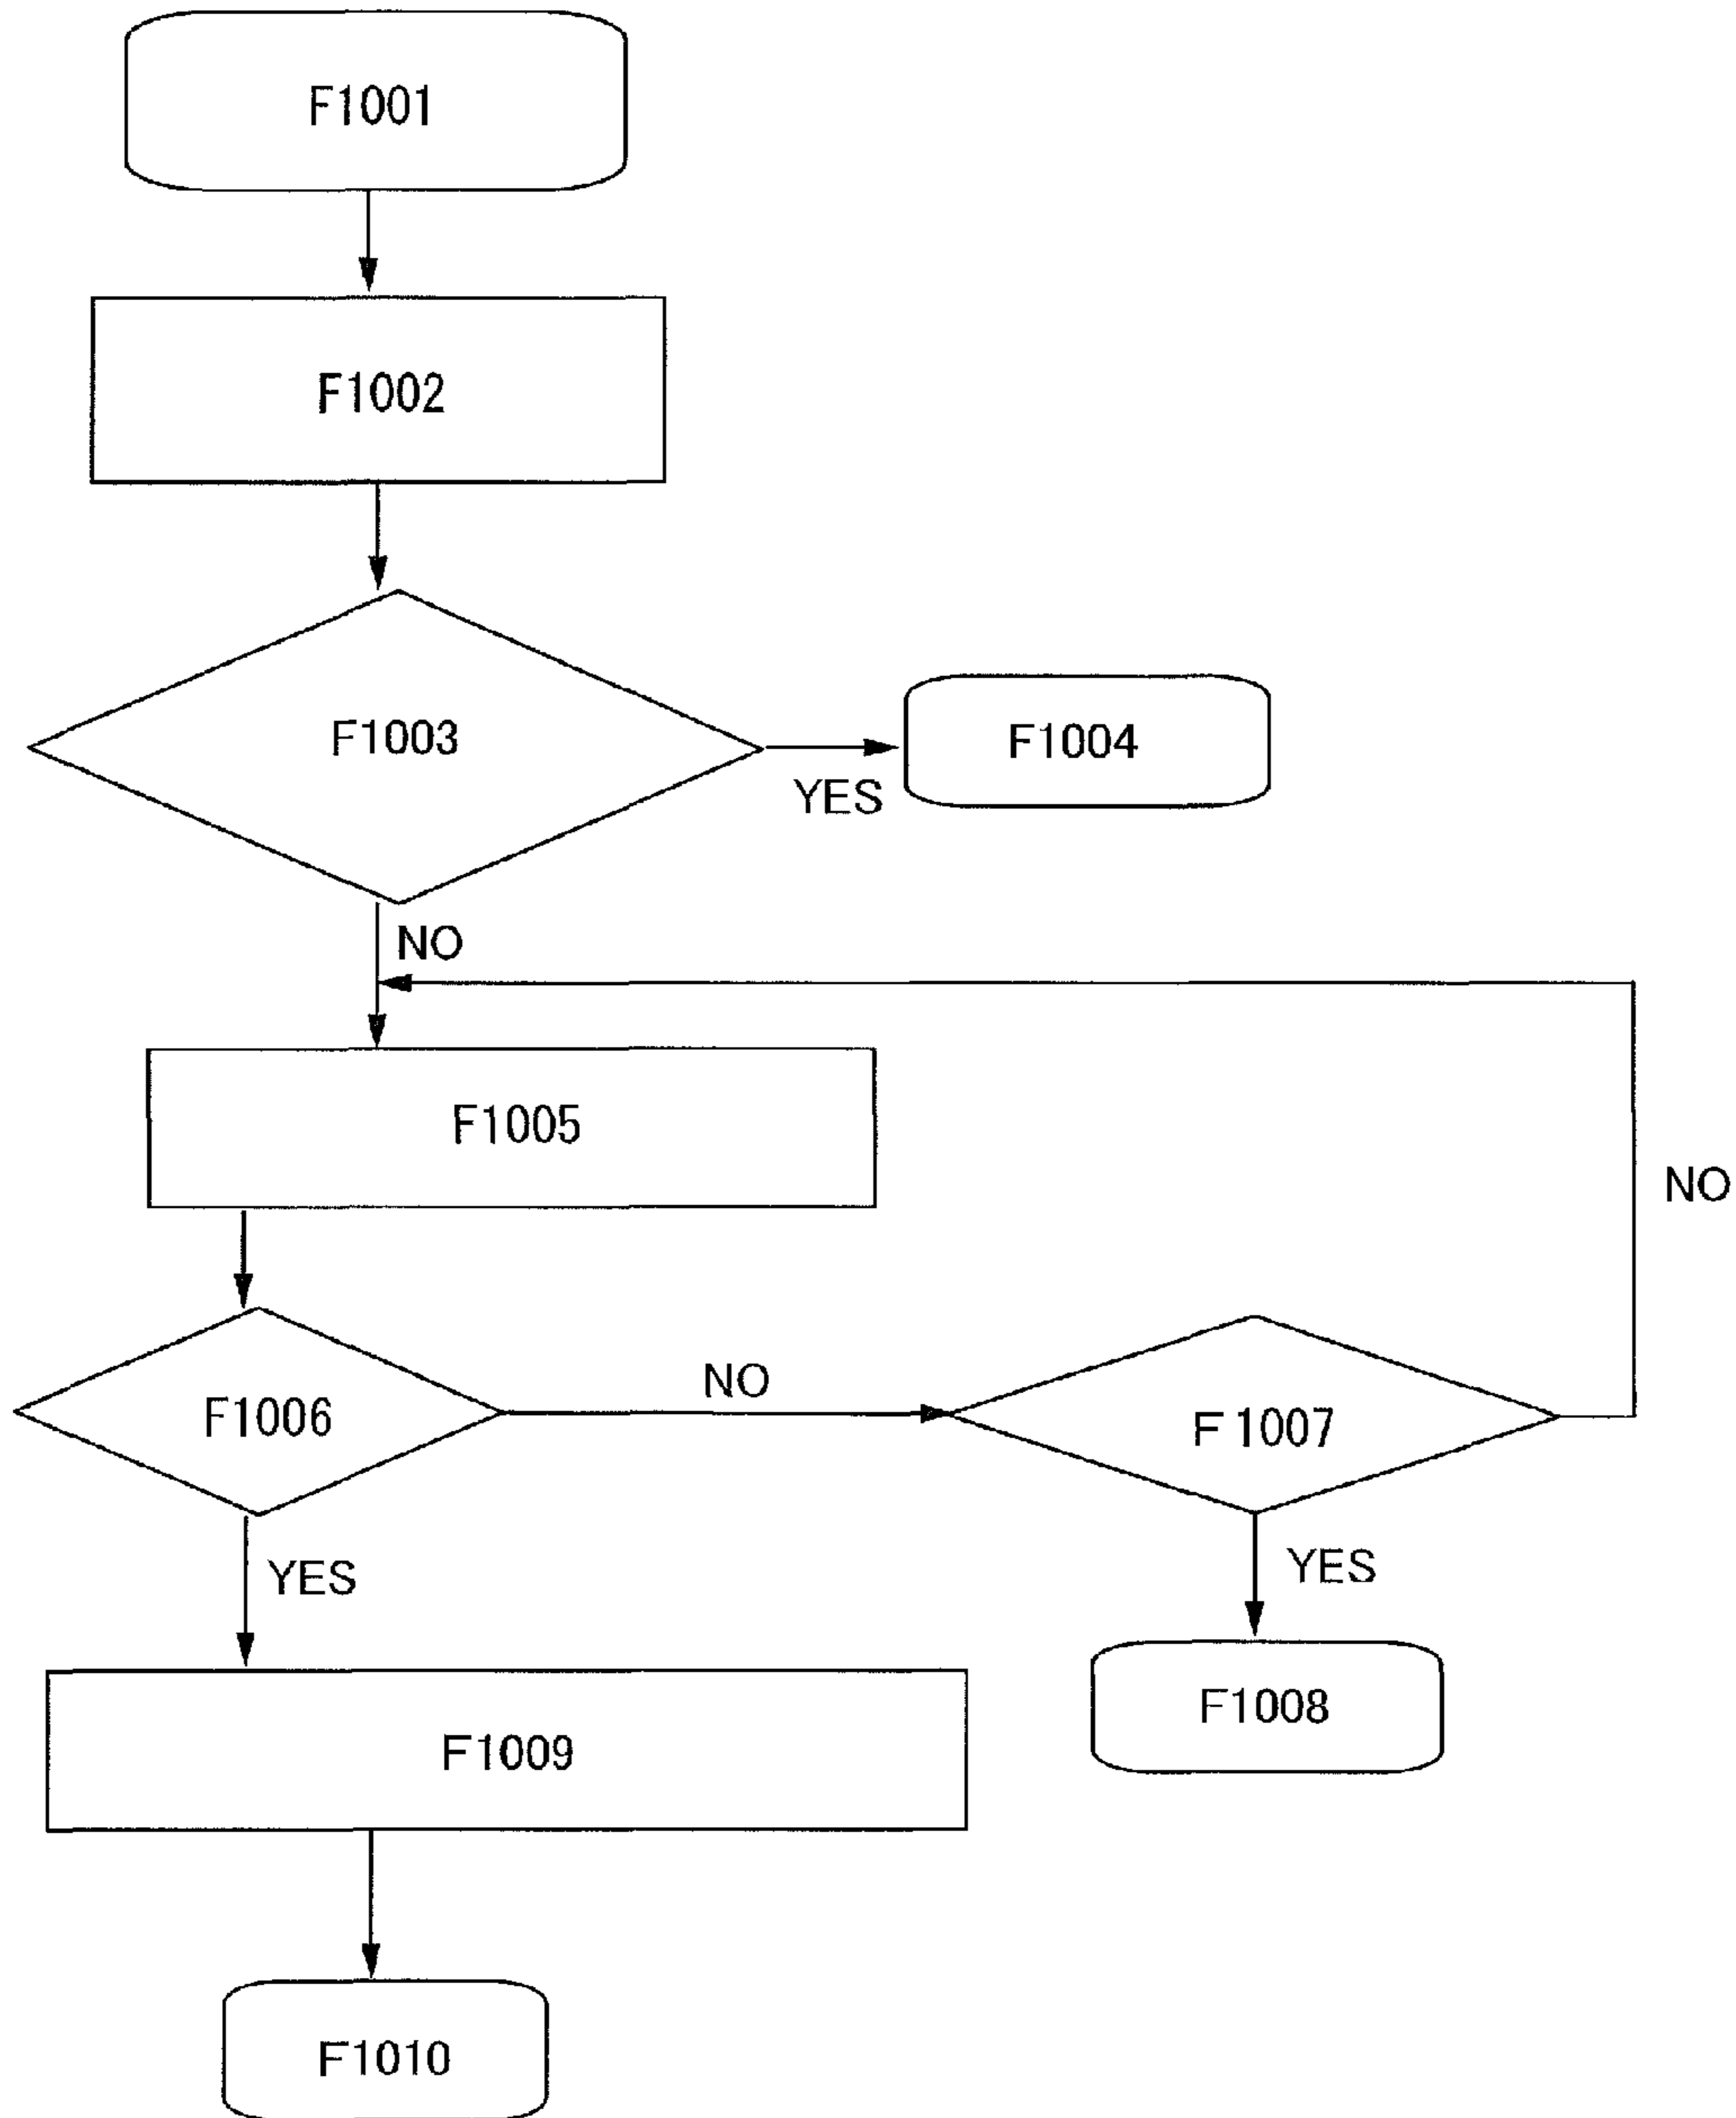 F1001
F1002
F1003
F1004
YES
NO
F1005
NO
NO
F1006
F1007
YES
YES
F1008
F1009
F1010